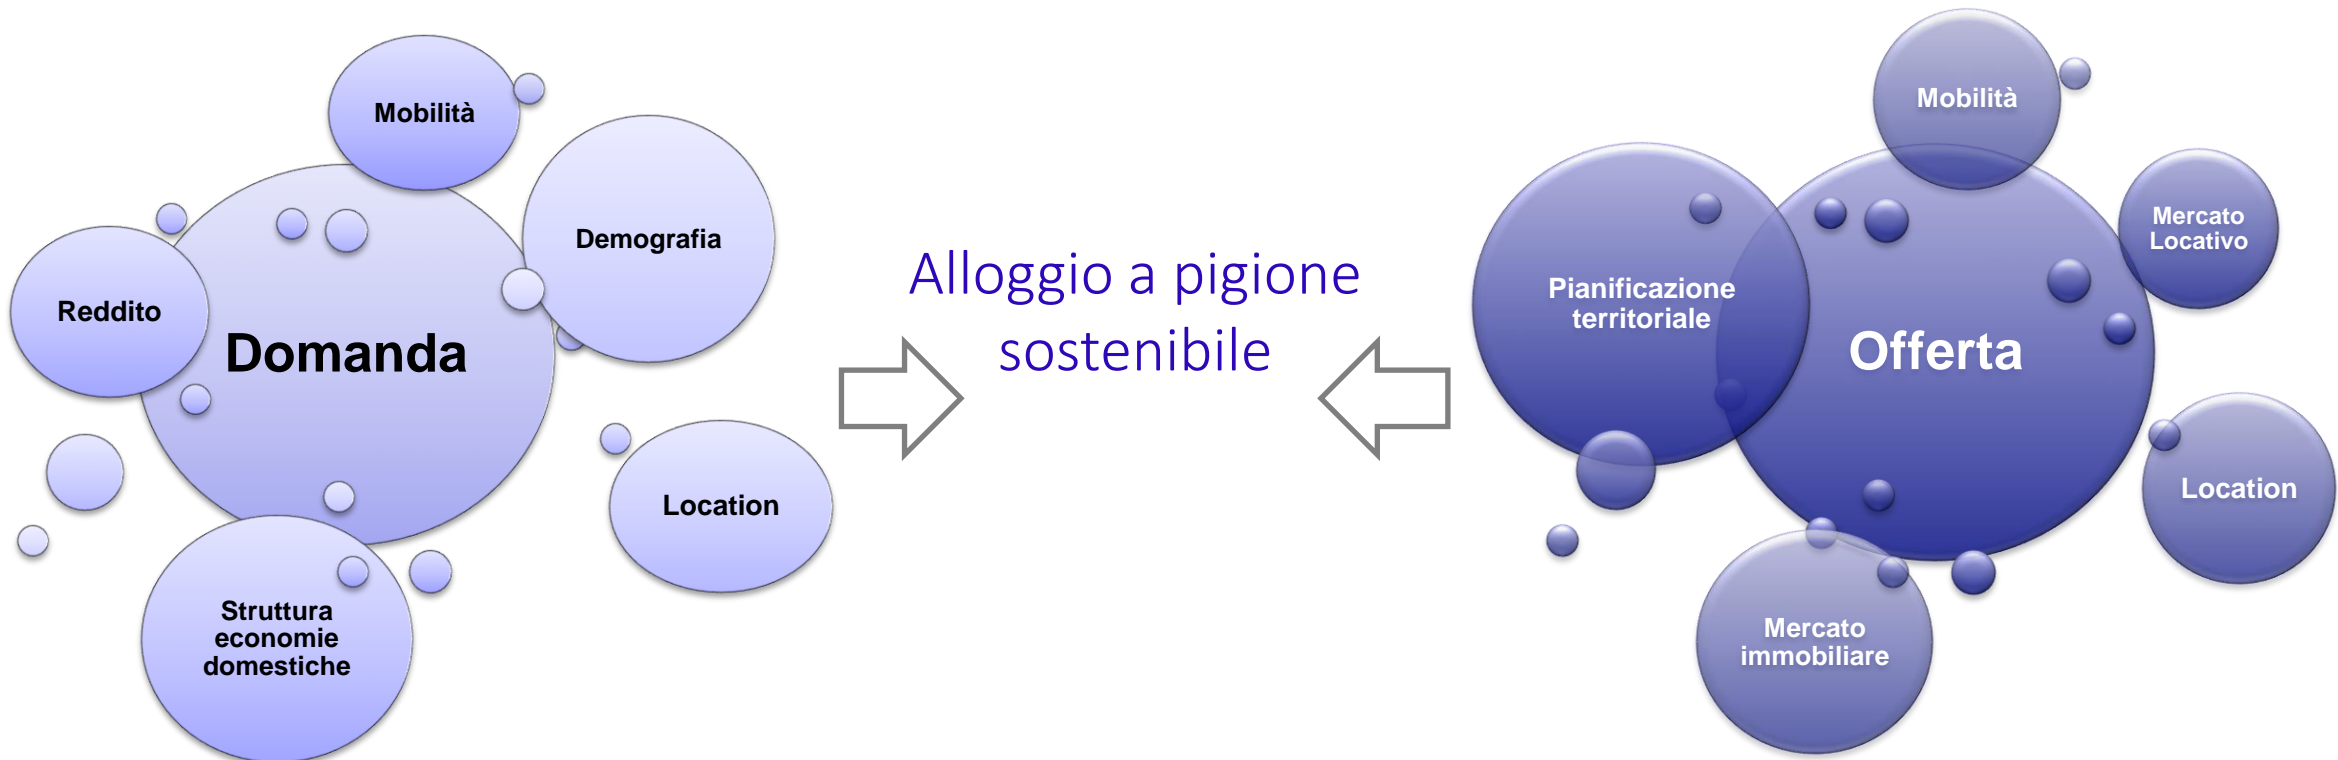 Mobilità
Demografia
Reddito
Domanda
Location
Struttura
economie
domestiche
Alloggio a pigione
sostenibile
Mobilità
Mercato
Locativo
Pianificazione
territoriale
Offerta
Location
Mercato
immobiliare